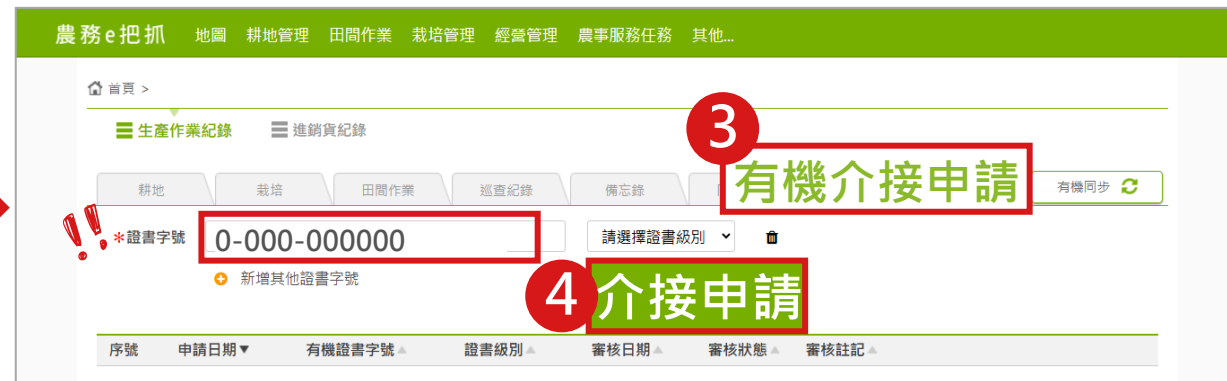 農務e把抓 地圖 耕地管理 田間作業 栽培管理 經營管理 農事服務任務 其他...
首頁 >
生產作業紀錄 進銷貨紀錄
3
耕地 栽培 田間作業 巡查紀錄 備忘錄 有機介接申請 有機同步
*證書字號 0-000-000000 請選擇證書級別
新增其他證書字號
4 介接申請
序號 申請日期▼ 有機證書字號▲ 證書級別▲ 審核日期▲ 審核狀態▲ 審核註記▲